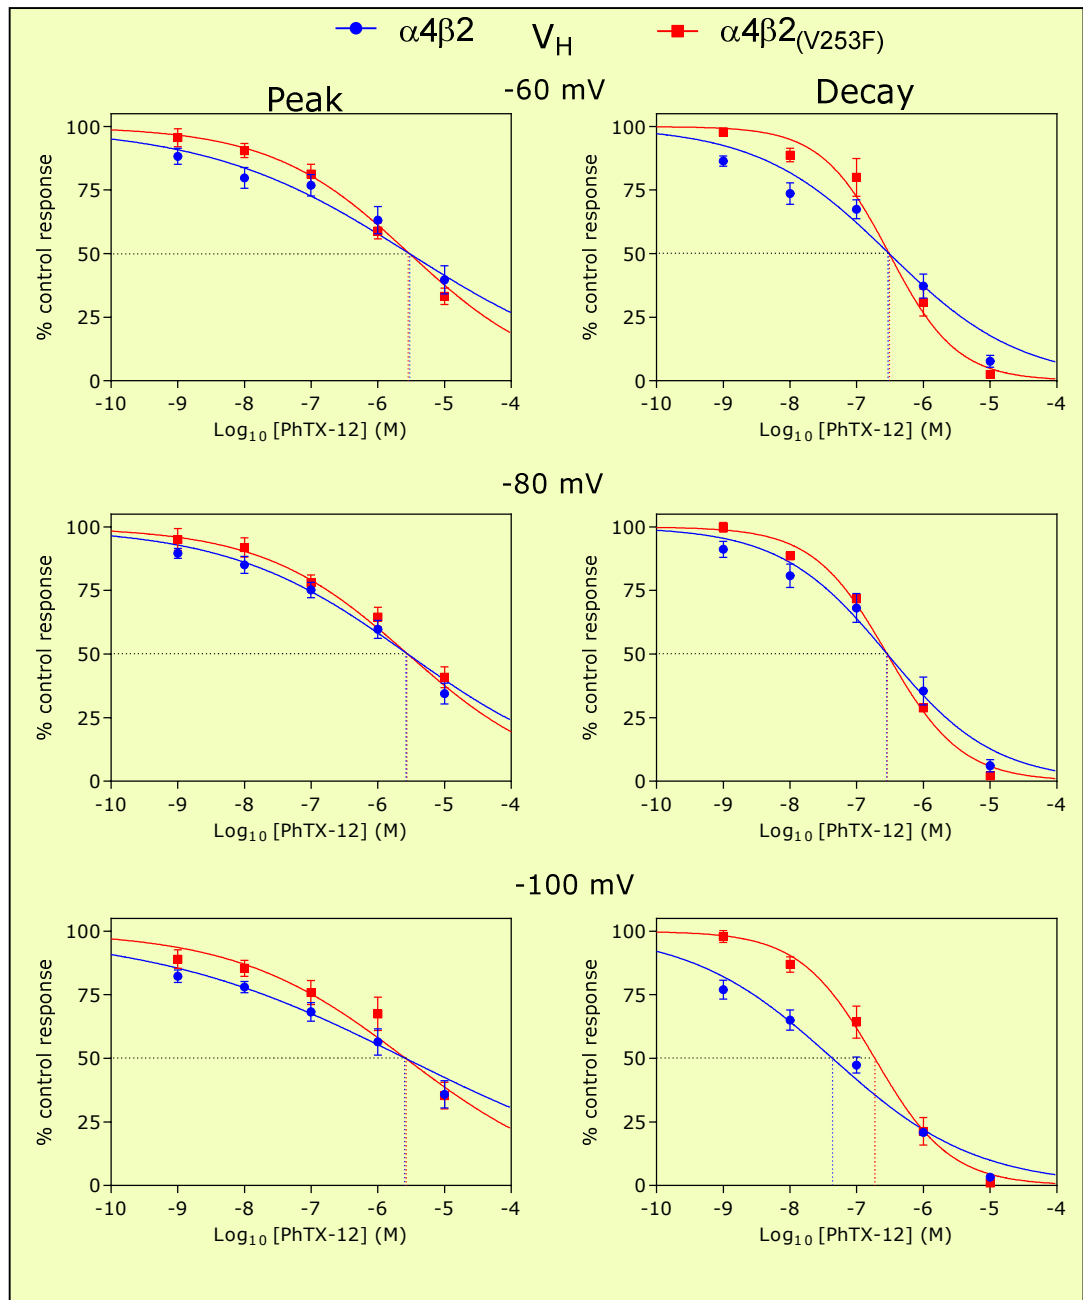 α4β2 V_H α4β2(V253F)
-60 mV
Peak Decay
% control response
100
75
50
25
0
-10 -9 -8 -7 -6 -5 -4
Log10 [PhTX-12] (M)
% control response
100
75
50
25
0
-10 -9 -8 -7 -6 -5 -4
Log10 [PhTX-12] (M)
-80 mV
% control response
100
75
50
25
0
-10 -9 -8 -7 -6 -5 -4
Log10 [PhTX-12] (M)
% control response
100
75
50
25
0
-10 -9 -8 -7 -6 -5 -4
Log10 [PhTX-12] (M)
-100 mV
% control response
100
75
50
25
0
-10 -9 -8 -7 -6 -5 -4
Log10 [PhTX-12] (M)
% control response
100
75
50
25
0
-10 -9 -8 -7 -6 -5 -4
Log10 [PhTX-12] (M)